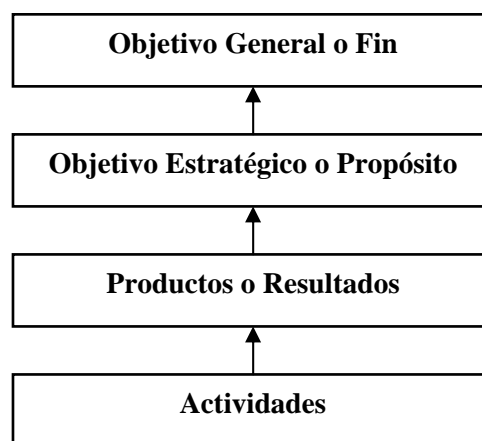 Objetivo General o Fin
Objetivo Estratégico o Propósito
Productos o Resultados
Actividades